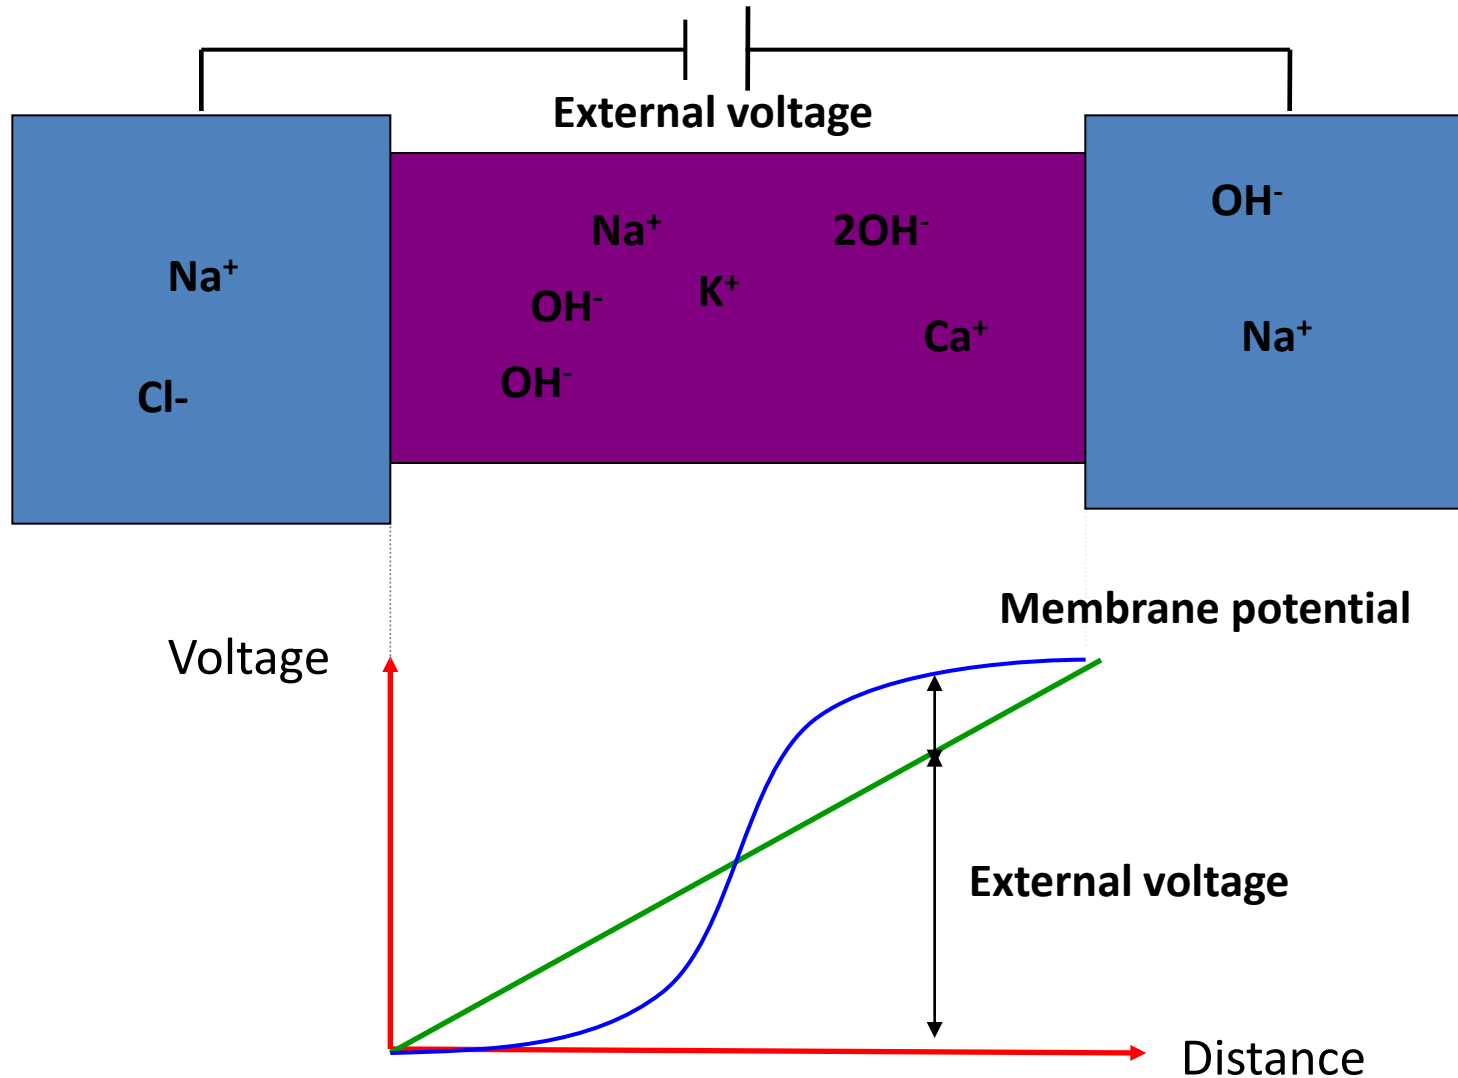 External voltage
Na⁺ 2OH⁻ OH⁻
Na⁺ OH⁻ K⁺ Ca⁺ Na⁺
Cl- OH⁻
Membrane potential
Voltage
External voltage
Distance